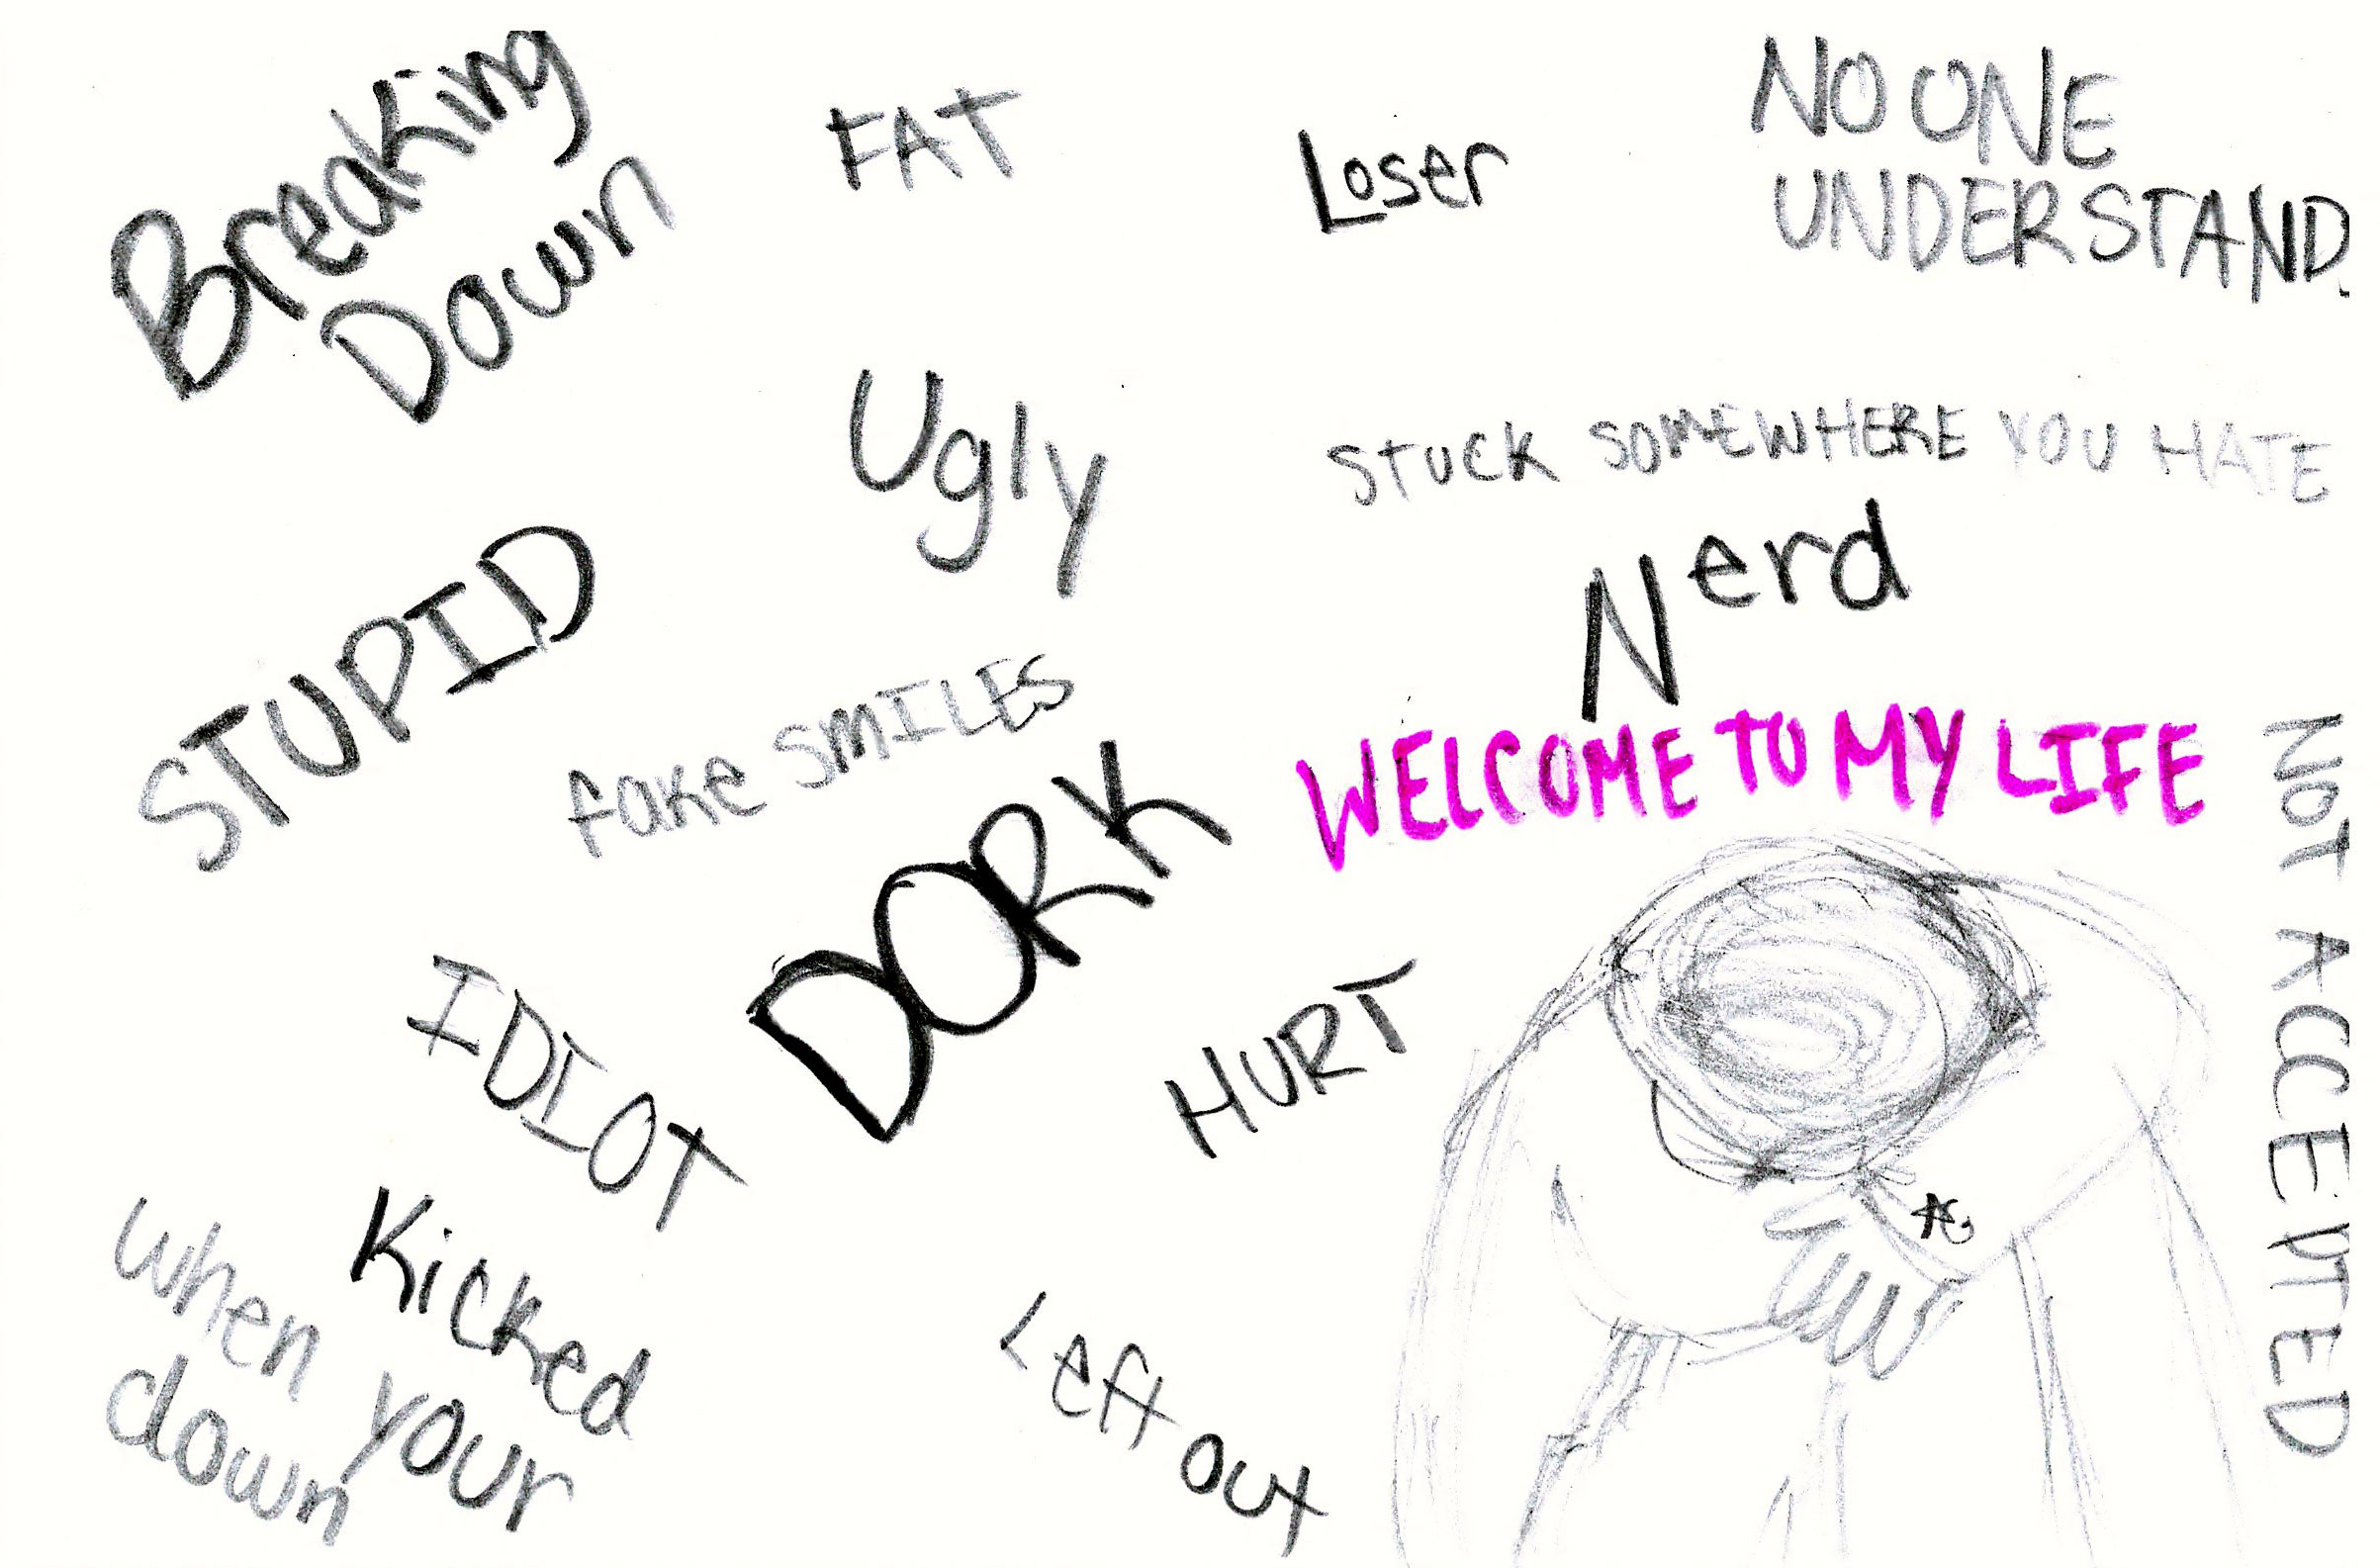 Breaking
Down
FAT
Loser
NO ONE
UNDERSTAND.
Ugly
STUCK SOMEWHERE YOU HATE
Nerd
STUPID
fake SMILES
WELCOME TO MY LIFE
NOT ACCEPTED
DORK
IDIOT
HURT
Kicked
when your
down
Left out